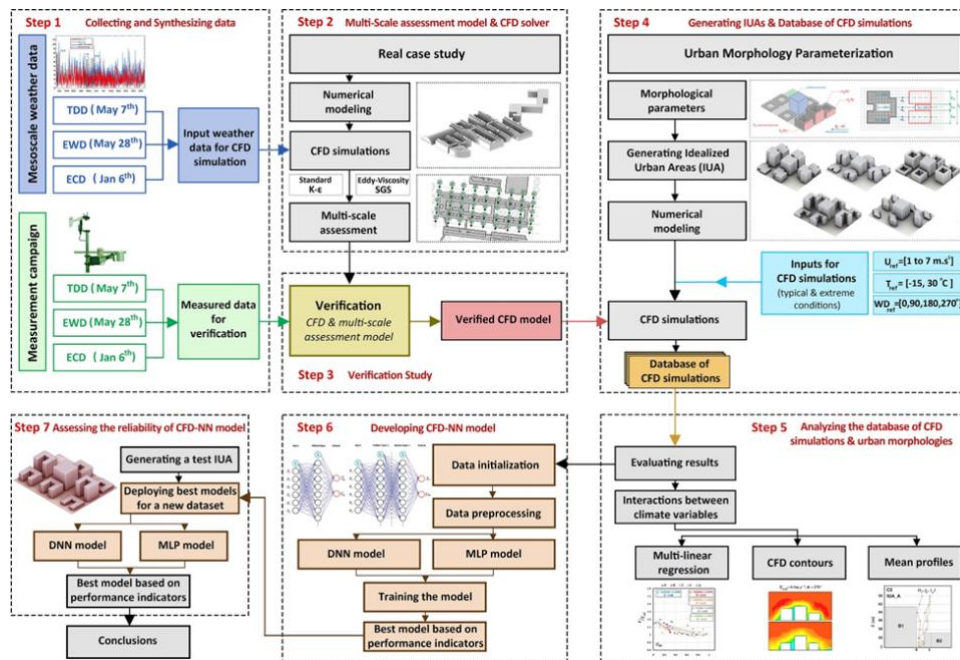 Step 1
Collecting and Synthesizing data
Mesoscale weather data
TDD (May 7th)
EWD (May 28th)
ECD (Jan 6th)
Input weather
data for CFD
simulation
Measurement campaign
TDD (May 7th)
EWD (May 28th)
ECD (Jan 6th)
Measured data
for
verification
Step 2
Multi-Scale assessment model & CFD solver
Real case study
Numerical
modeling
CFD simulations
Standard
K-ε
Eddy-Viscosity
SGS
Multi-scale
assessment
Verification
CFD & multi-scale
assessment model
Verified CFD model
Step 3 Verification Study
Step 4
Generating IUAs & Database of CFD simulations
Urban Morphology Parameterization
Morphological
parameters
Generating Idealized
Urban Areas (IUA)
Numerical
modeling
Inputs for
CFD simulations
(typical & extreme
conditions)
Uref=[1 to 7 m.s¹]
Tref= [-15, 30 °C ]
WDref=[0,90,180,270°]
CFD simulations
Database of
CFD simulations
Step 7 Assessing the reliability of CFD-NN model
Generating a test IUA
Deploying best models
for a new dataset
DNN model
MLP model
Best model based on
performance indicators
Conclusions
Step 6
Developing CFD-NN model
Data initialization
Data preprocessing
DNN model
MLP model
Training the model
Best model based on
performance indicators
Step 5
Analyzing the database of CFD
simulations & urban morphologies
Evaluating results
Interactions between
climate variables
Multi-linear
regression
CFD contours
Mean profiles